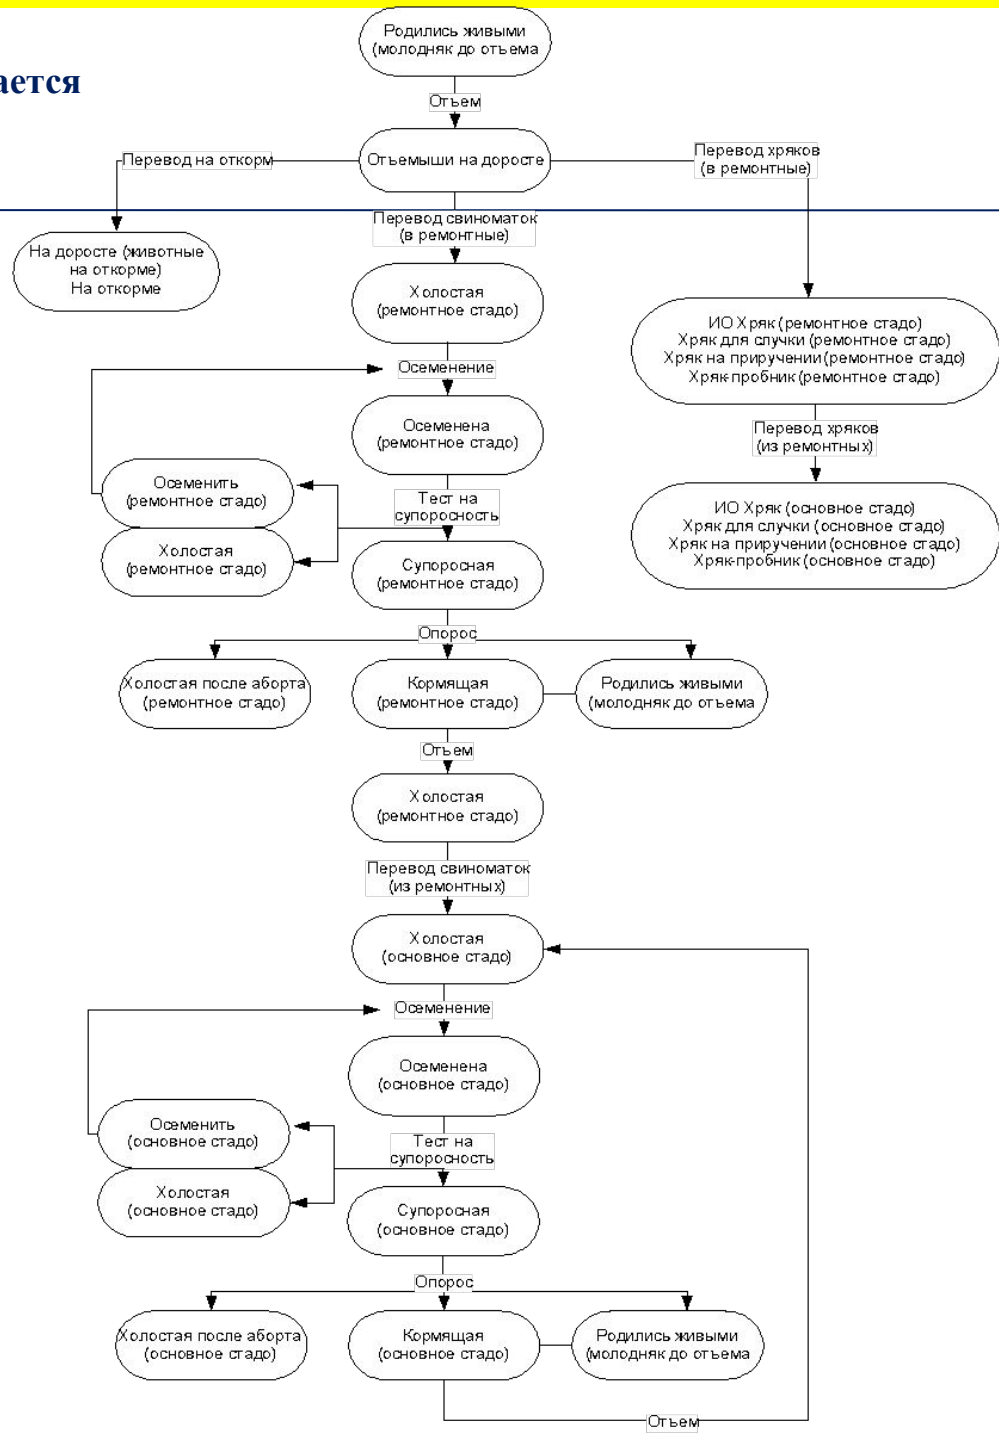 Родились живыми
(молодняк до отъема
ается
Отъем
Отъемыши на доросте
Перевод на откорм
Перевод хряков
(в ремонтные)
Перевод свиноматок
(в ремонтные)
На доросте (животные
на откорме)
На откорме
Холостая
(ремонтное стадо)
ИО Хряк (ремонтное стадо)
Хряк для случки (ремонтное стадо)
Хряк на приручении (ремонтное стадо)
Хряк-пробник (ремонтное стадо)
Осеменение
Осеменена
(ремонтное стадо)
Перевод хряков
(из ремонтных)
Осеменить
(ремонтное стадо)
Тест на
супоросность
ИО Хряк (основное стадо)
Хряк для случки (основное стадо)
Хряк на приручении (основное стадо)
Хряк-пробник (основное стадо)
Холостая
(ремонтное стадо)
Супоросная
(ремонтное стадо)
Опорос
Холостая после аборта
(ремонтное стадо)
Кормящая
(ремонтное стадо)
Родились живыми
(молодняк до отъема
Отъем
Холостая
(ремонтное стадо)
Перевод свиноматок
(из ремонтных)
Холостая
(основное стадо)
Осеменение
Осеменена
(основное стадо)
Осеменить
(основное стадо)
Тест на
супоросность
Холостая
(основное стадо)
Супоросная
(основное стадо)
Опорос
Холостая после аборта
(основное стадо)
Кормящая
(основное стадо)
Родились живыми
(молодняк до отъема
Отъем